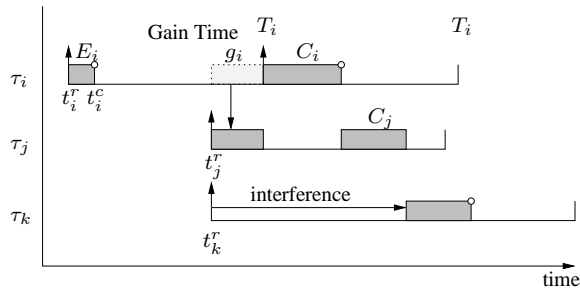 Gain Time
T_i
T_i
τ_i
E_i
g_i
C_i
t_i^r
t_i^c
τ_j
C_j
t_j^r
τ_k
interference
t_k^r
time